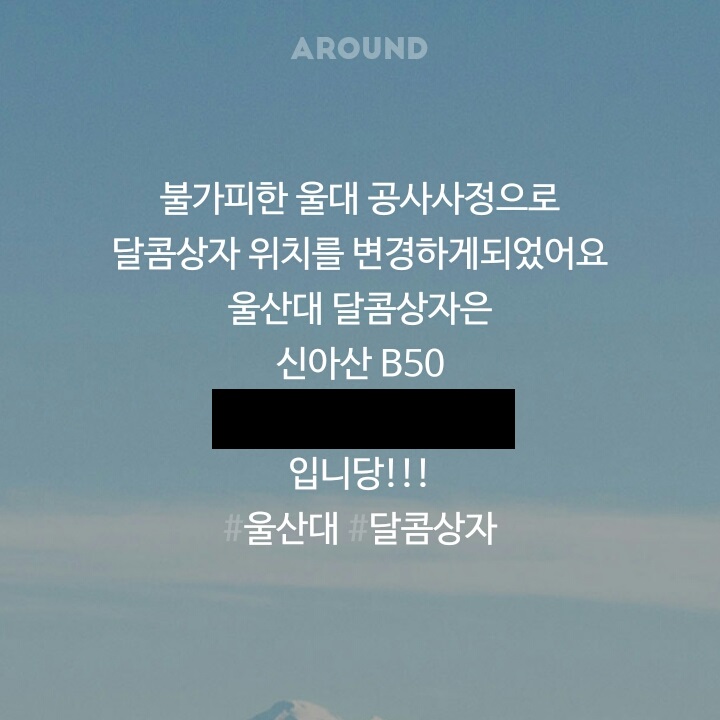 AROUND
불가피한 울대 공사사정으로
달콤상자 위치를 변경하게되었어요
울산대 달콤상자은
신아산 B50
입니당!!!
#울산대 #달콤상자